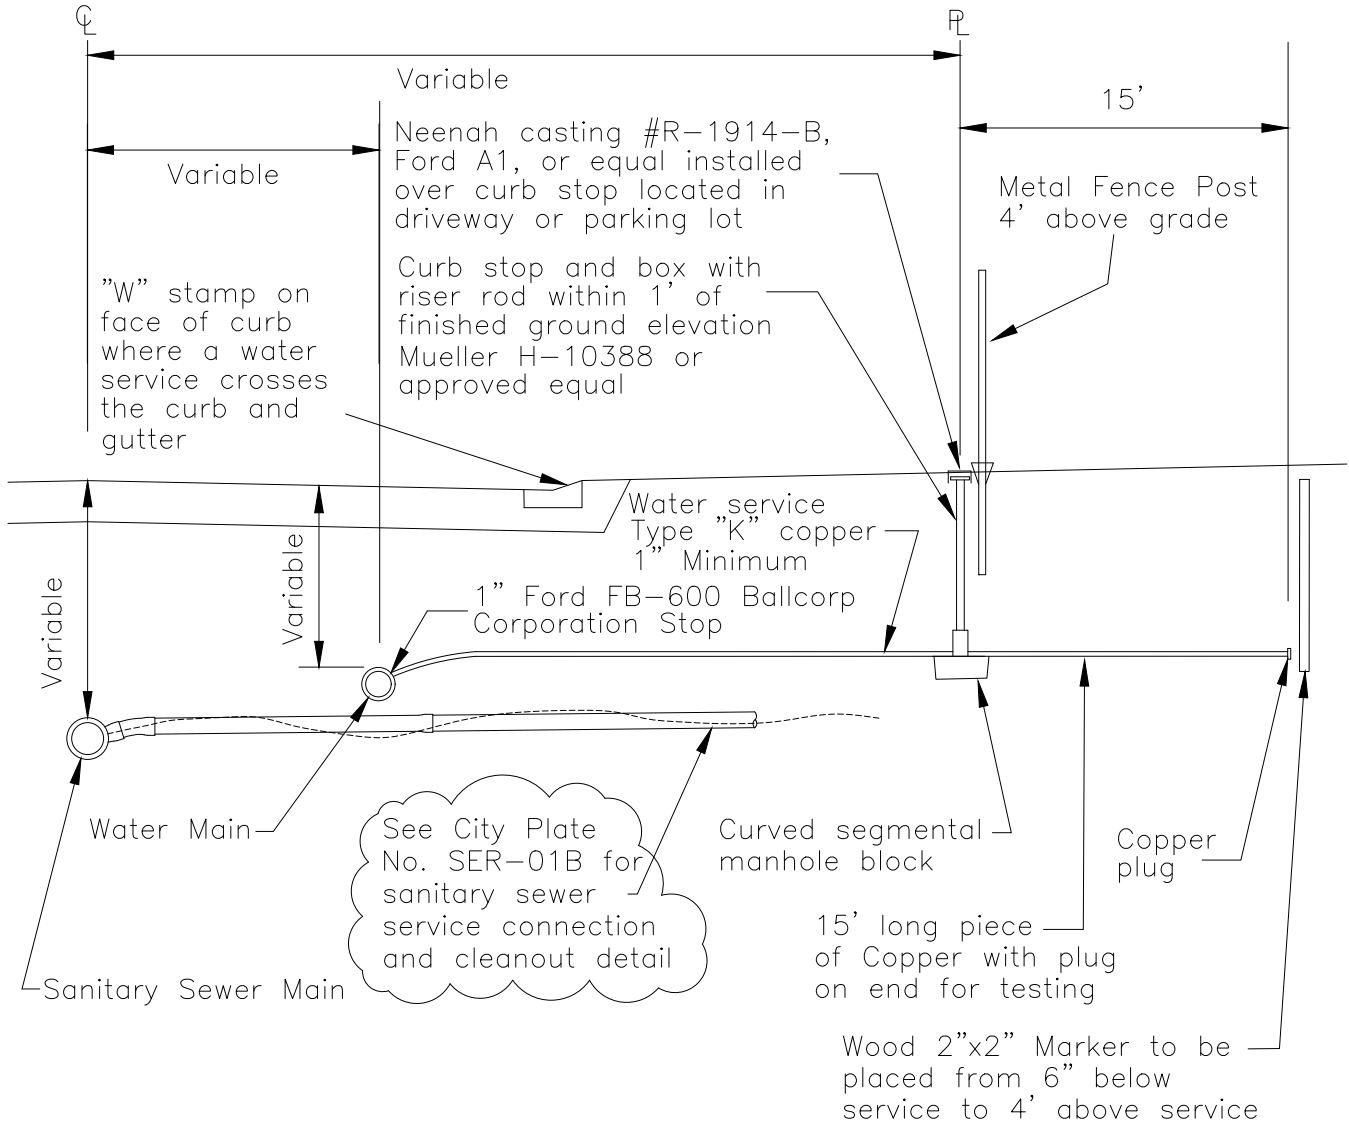 ℄
PL
Variable
15'
Variable
Neenah casting #R-1914-B,
Ford A1, or equal installed
over curb stop located in
driveway or parking lot
Metal Fence Post
4' above grade
Curb stop and box with
riser rod within 1' of
finished ground elevation
Mueller H-10388 or
approved equal
"W" stamp on
face of curb
where a water
service crosses
the curb and
gutter
Water service
Type "K" copper
1" Minimum
Variable
Variable
1" Ford FB-600 Ballcorp
Corporation Stop
Water Main
See City Plate
No. SER-01B for
sanitary sewer
service connection
and cleanout detail
Curved segmental
manhole block
Copper
plug
15' long piece
of Copper with plug
on end for testing
Sanitary Sewer Main
Wood 2"x2" Marker to be
placed from 6" below
service to 4' above service